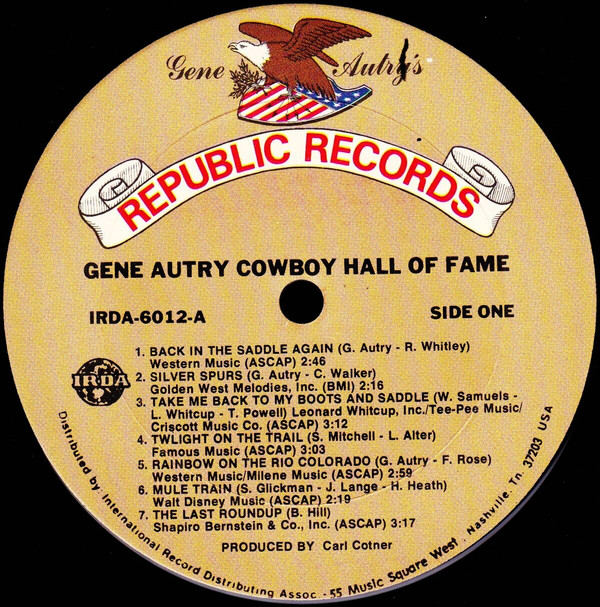 Gene Autry's
REPUBLIC RECORDS
GENE AUTRY COWBOY HALL OF FAME
IRDA-6012-A
SIDE ONE
1. BACK IN THE SADDLE AGAIN (G. Autry - R. Whitley)
Western Music (ASCAP) 2:46
2. SILVER SPURS (G. Autry - C. Walker)
Golden West Melodies, Inc. (BMI) 2:16
3. TAKE ME BACK TO MY BOOTS AND SADDLE (W. Samuels -
L. Whitcup - T. Powell) Leonard Whitcup, Inc./Tee-Pee Music/
Criscott Music Co. (ASCAP) 3:12
4. TWLIGHT ON THE TRAIL (S. Mitchell - L. Alter)
Famous Music (ASCAP) 3:03
5. RAINBOW ON THE RIO COLORADO (G. Autry - F. Rose)
Western Music/Milene Music (ASCAP) 2:59
6. MULE TRAIN (S. Glickman - J. Lange - H. Heath)
Walt Disney Music (ASCAP) 2:19
7. THE LAST ROUNDUP (B. Hill)
Shapiro Bernstein & Co., Inc. (ASCAP) 3:17
PRODUCED BY Carl Cotner
IRDA
Distributed by International Record Distributing Assoc. - 55 Music Square West - Nashville, Tn. 37203 USA